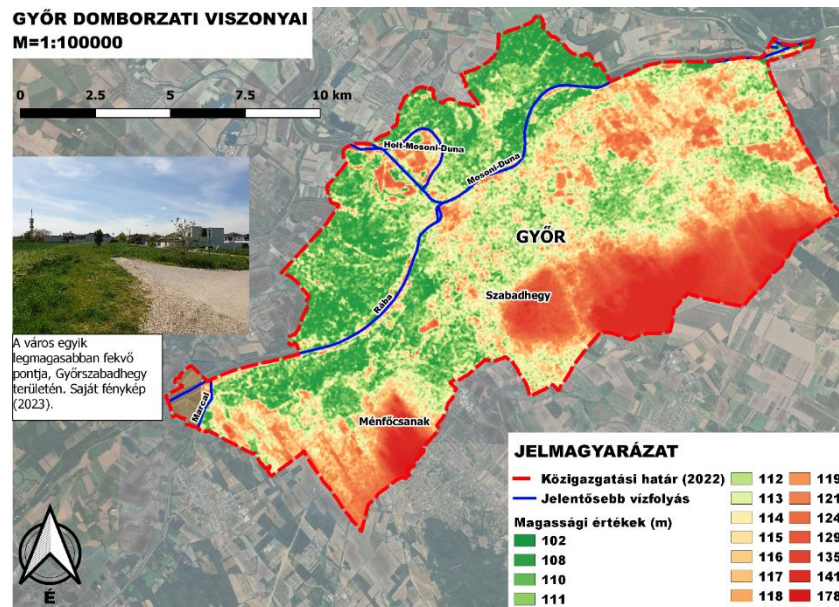 GYŐR DOMBORZATI VISZONYAI
M=1:100000
0 2.5 5 7.5 10 km
Holt-Mosoni-Duna
Mosoni-Duna
GYŐR
Szabadhegy
Rába
A város egyik
legmagasabban fekvő
pontja, Győrszabadhegy
területén. Saját fénykép
(2023).
Marcal
Ménfőcsanak
É
JELMAGYARÁZAT
Közigazgatási határ (2022)
Jelentősebb vízfolyás
Magassági értékek (m)
102
108
110
111
112
113
114
115
116
117
118
119
121
124
129
135
141
178